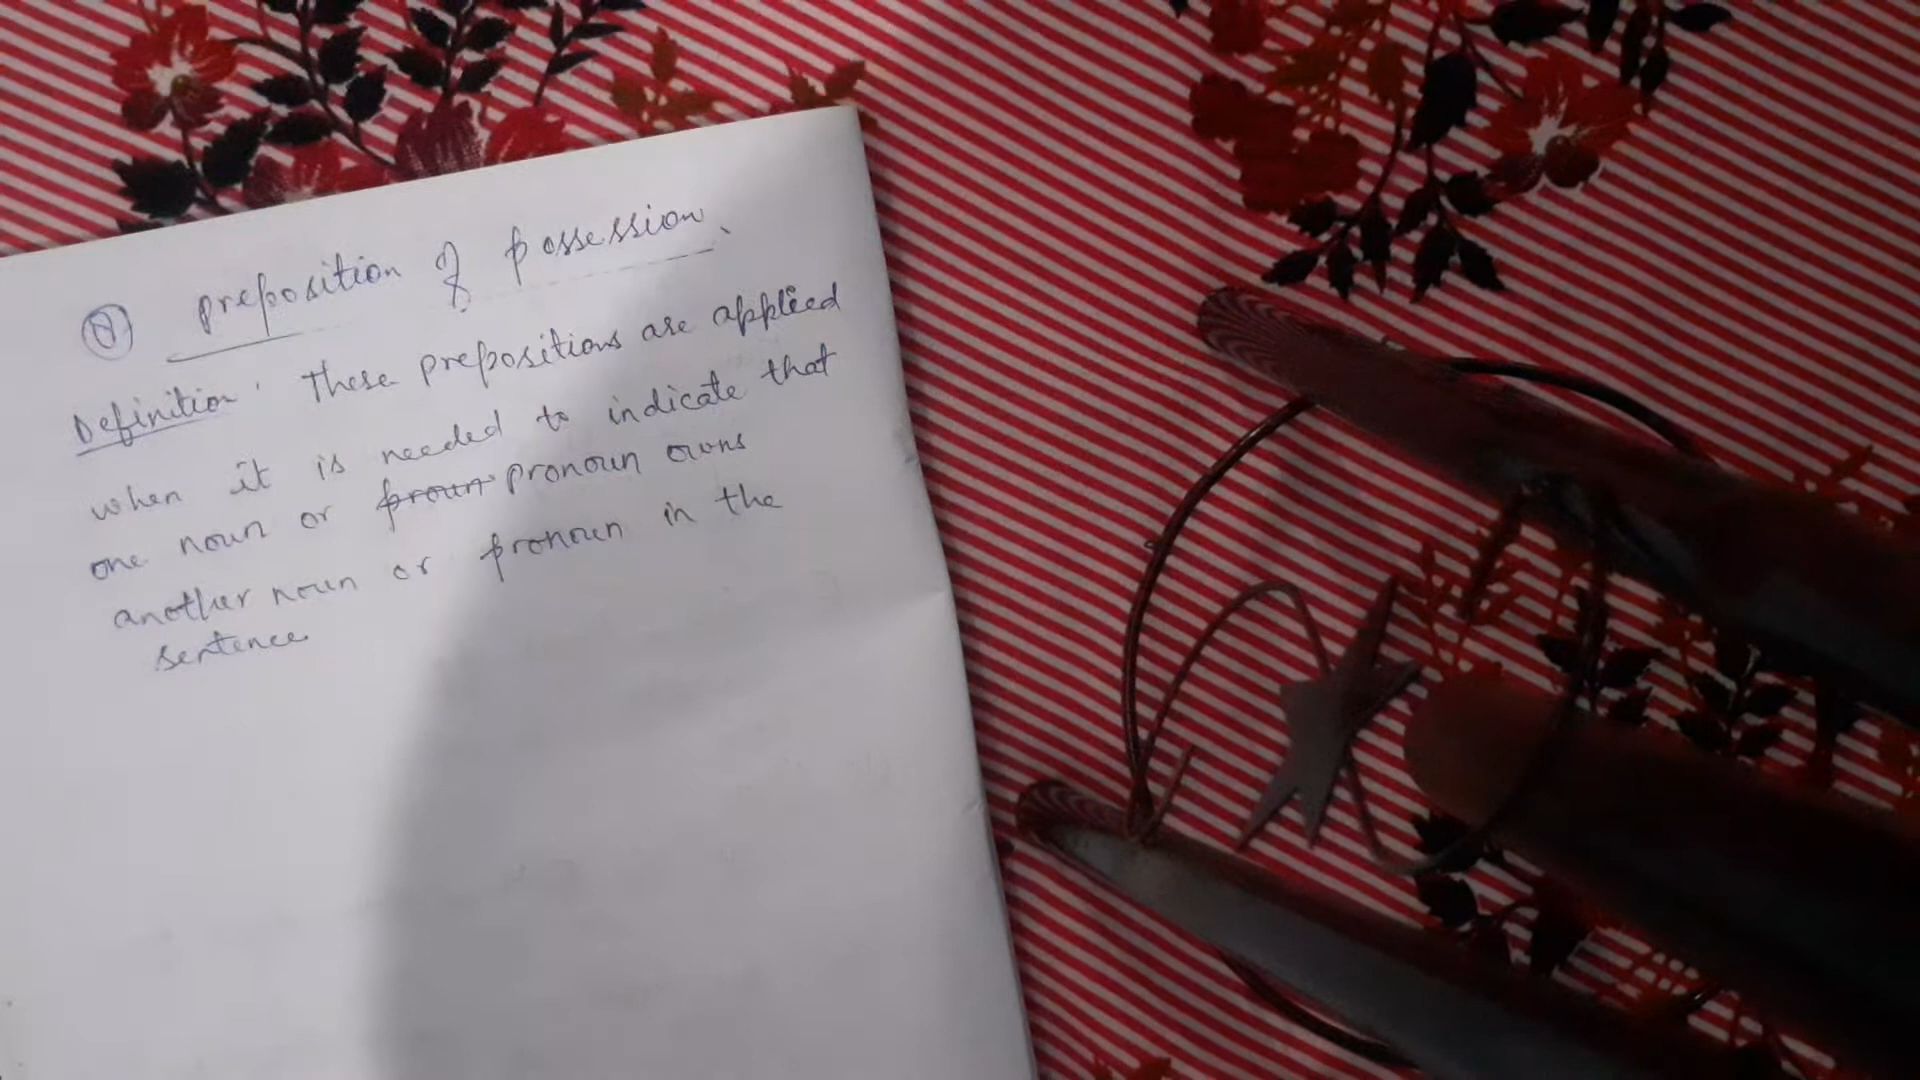 ⑧ preposition of possession.
Definition: These prepositions are applied
when it is needed to indicate that
one noun or proun pronoun owns
another noun or pronoun in the
sentence